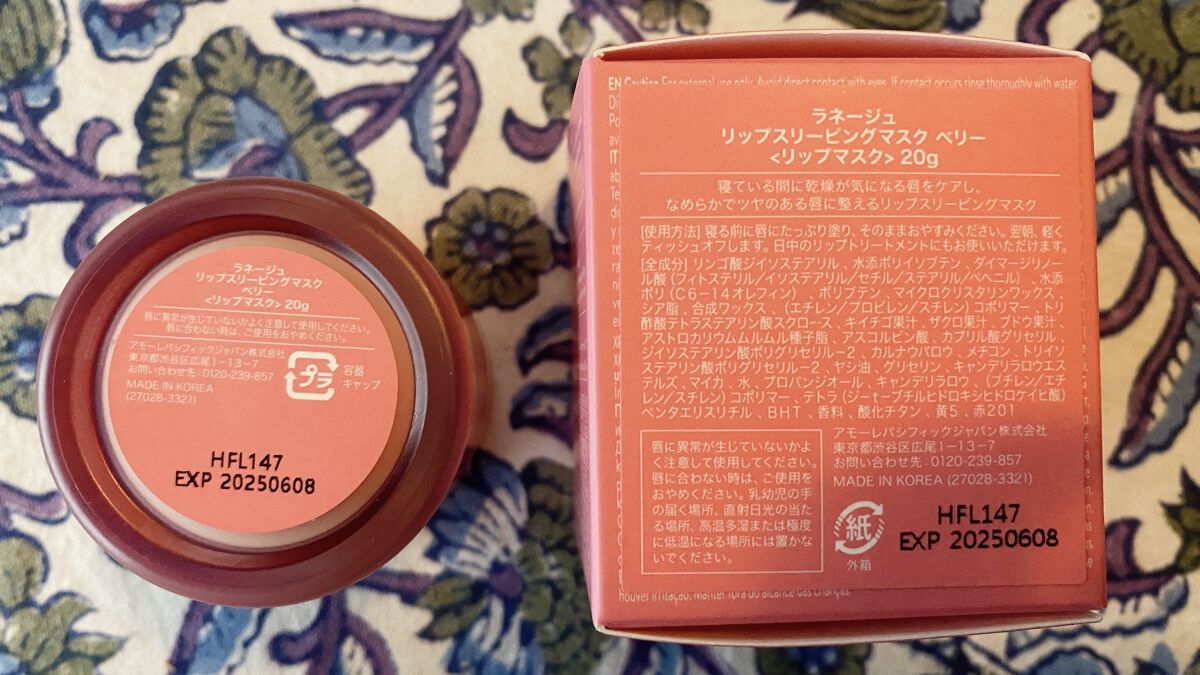 ラネージュ
リップスリーピングマスク
ベリー
<リップマスク> 20g
唇に異常が生じていないかよく注意して使用してください。
唇に合わない時は、ご使用をおやめください。
アモーレパシフィックジャパン株式会社
東京都渋谷区広尾1-13-7
お問い合わせ先：0120-239-857
MADE IN KOREA
(27028-3321)
プラ
容器
キャップ
HFL147
EXP 20250608
EN Caution For external use only. Avoid direct contact with eyes. If contact occurs rinse thoroughly with water.
ラネージュ
リップスリーピングマスク ベリー
<リップマスク> 20g
寝ている間に乾燥が気になる唇をケアし、
なめらかでツヤのある唇に整えるリップスリーピングマスク
[使用方法] 寝る前に唇にたっぷり塗り、そのままおやすみください。翌朝、軽く
ティッシュオフします。日中のリップトリートメントにもお使いいただけます。
[全成分] リンゴ酸ジイソステアリル 、水添ポリイソブテン 、ダイマージリノー
ル酸 (フィトステリル/イソステアリル/セチル/ステアリル/ベヘニル) 、水添
ポリ (C6-14オレフィン) 、ポリブテン 、マイクロクリスタリンワックス 、
シア脂 、合成ワックス 、(エチレン/プロピレン/スチレン) コポリマー 、トリ
酢酸テトラステアリン酸スクロース 、キイチゴ果汁 、ザクロ果汁 、ブドウ果汁 、
アストロカリウムムルムル種子脂 、アスコルビン酸 、カプリル酸グリセリル 、
ジイソステアリン酸ポリグリセリル-2 、カルナウバロウ 、メチコン 、トリイソ
ステアリン酸ポリグリセリル-2 、ヤシ油 、グリセリン 、キャンデリラロウエス
テルズ 、マイカ 、水 、プロパンジオール 、キャンデリラロウ 、(ブチレン/エチ
レン/スチレン) コポリマー 、テトラ (ジーtーブチルヒドロキシヒドロケイヒ酸)
ペンタエリスリチル 、BHT 、香料 、酸化チタン 、黄5 、赤201
唇に異常が生じていないかよ
く注意して使用してください。
唇に合わない時は、ご使用を
おやめください。乳幼児の手
の届く場所、直射日光の当た
る場所、高温多湿または極度
に低温になる場所には置かな
いでください。
アモーレパシフィックジャパン株式会社
東京都渋谷区広尾1-13-7
お問い合わせ先：0120-239-857
MADE IN KOREA (27028-3321)
紙
外箱
HFL147
EXP 20250608
houver irritação. Manter fora do alcance das crianças.